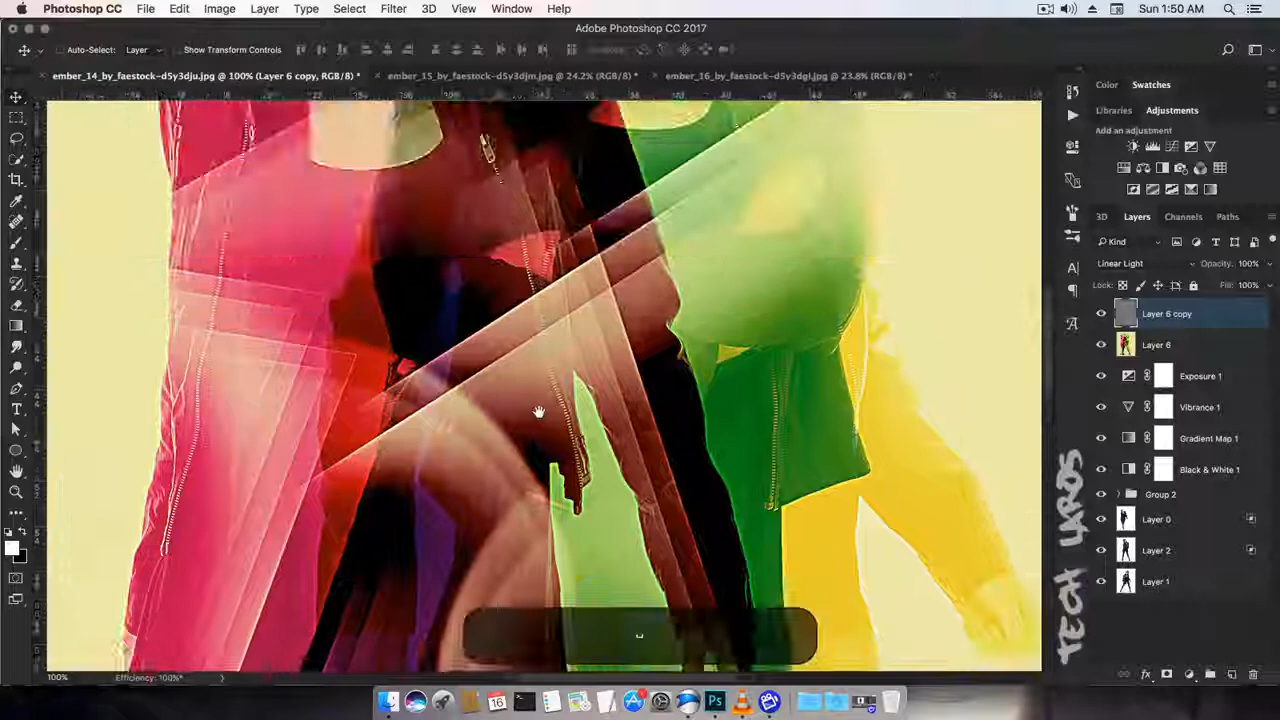 Photoshop CC File Edit Image Layer Type Select Filter 3D View Window Help Sun 1:50 AM
Adobe Photoshop CC 2017
Auto-Select: Layer Show Transform Controls
ember_14_by_faestock-d5y3dju.jpg @ 100% (Layer 6 copy, RGB/8) * ember_15_by_faestock-d5y3djm.jpg @ 24.2% (RGB/8) * ember_16_by_faestock-d5y3dgl.jpg @ 23.8% (RGB/8) *
Color Swatches
Libraries Adjustments
Add an adjustment
3D Layers Channels Paths
Kind
Linear Light Opacity: 100%
Lock: Fill: 100%
Layer 6 copy
Layer 6
Exposure 1
Vibrance 1
Gradient Map 1
Black & White 1
Group 2
Layer 0
Layer 2
Layer 1
TECH LARDS
100% Efficiency: 100%*
16
Ps